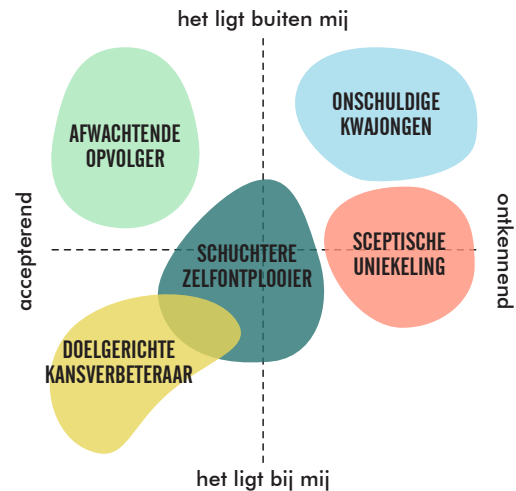 het ligt buiten mij
ONSCHULDIGE
KWAJONGEN
AFWACHTENDE
OPVOLGER
accepterend
ontkennend
SCHUCHTERE
ZELFONTPLOOIER
SCEPTISCHE
UNIEKELING
DOELGERICHTE
KANSVERBETERAAR
het ligt bij mij